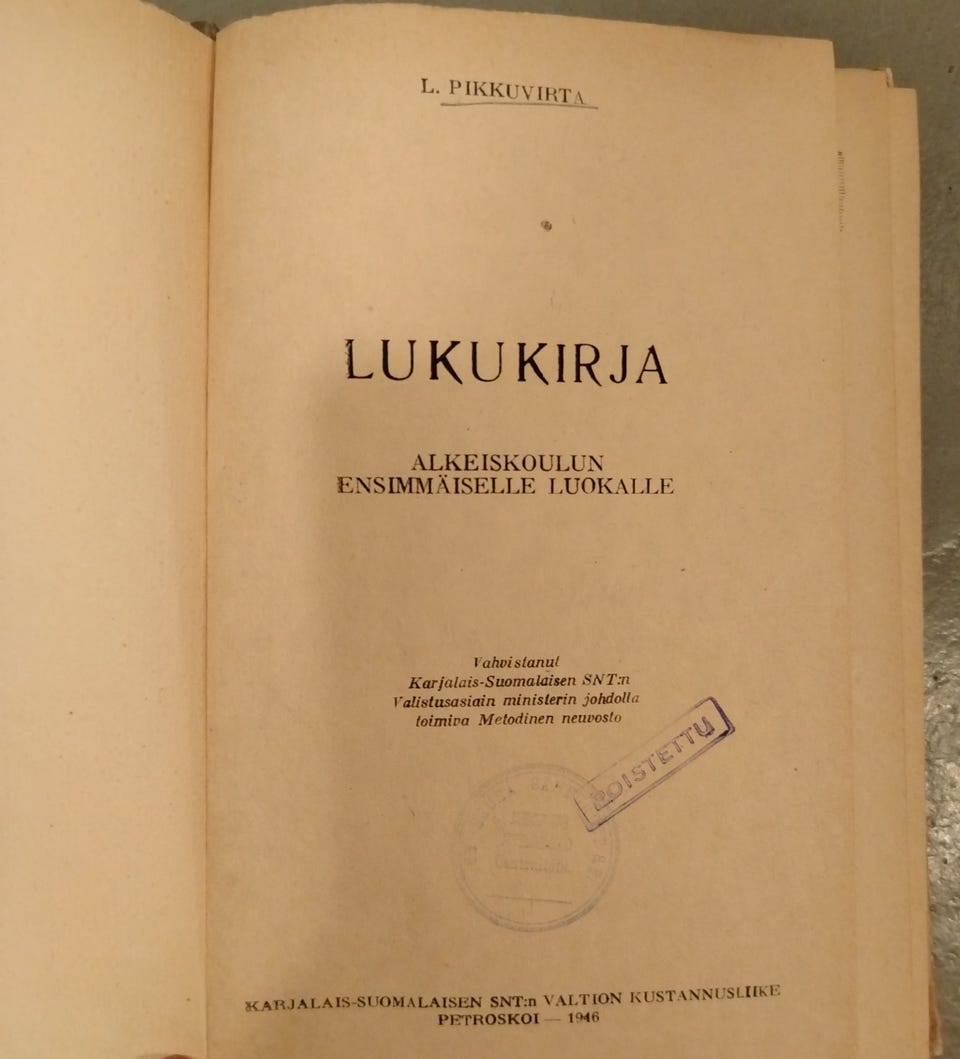 L. PIKKUVIRTA
LUKUKIRJA
ALKEISKOULUN
ENSIMMÄISELLE LUOKALLE
Vahvistanut
Karjalais-Suomalaisen SNT:n
Valistusasiain ministerin johdolla
toimiva Metodinen neuvosto
POISTETTU
KARJALAIS-SUOMALAISEN SNT:n VALTION KUSTANNUSLIIKE
PETROSKOI — 1946